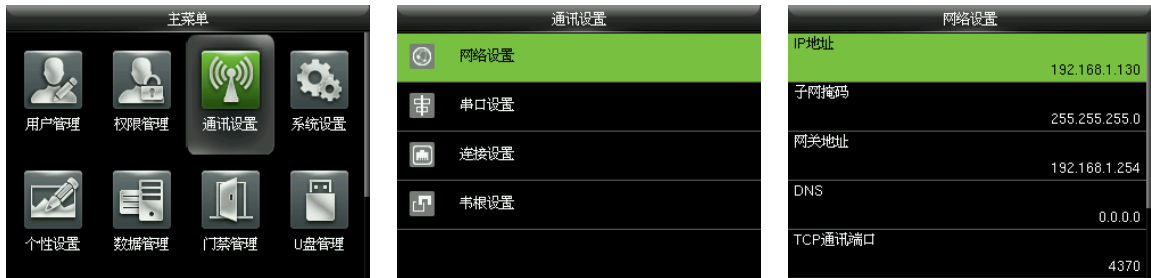 主菜单
用户管理 权限管理 通讯设置 系统设置
个性设置 数据管理 门禁管理 U盘管理
通讯设置
网络设置
串口设置
连接设置
韦根设置
网络设置
IP地址
192.168.1.130
子网掩码
255.255.255.0
网关地址
192.168.1.254
DNS
0.0.0.0
TCP通讯端口
4370